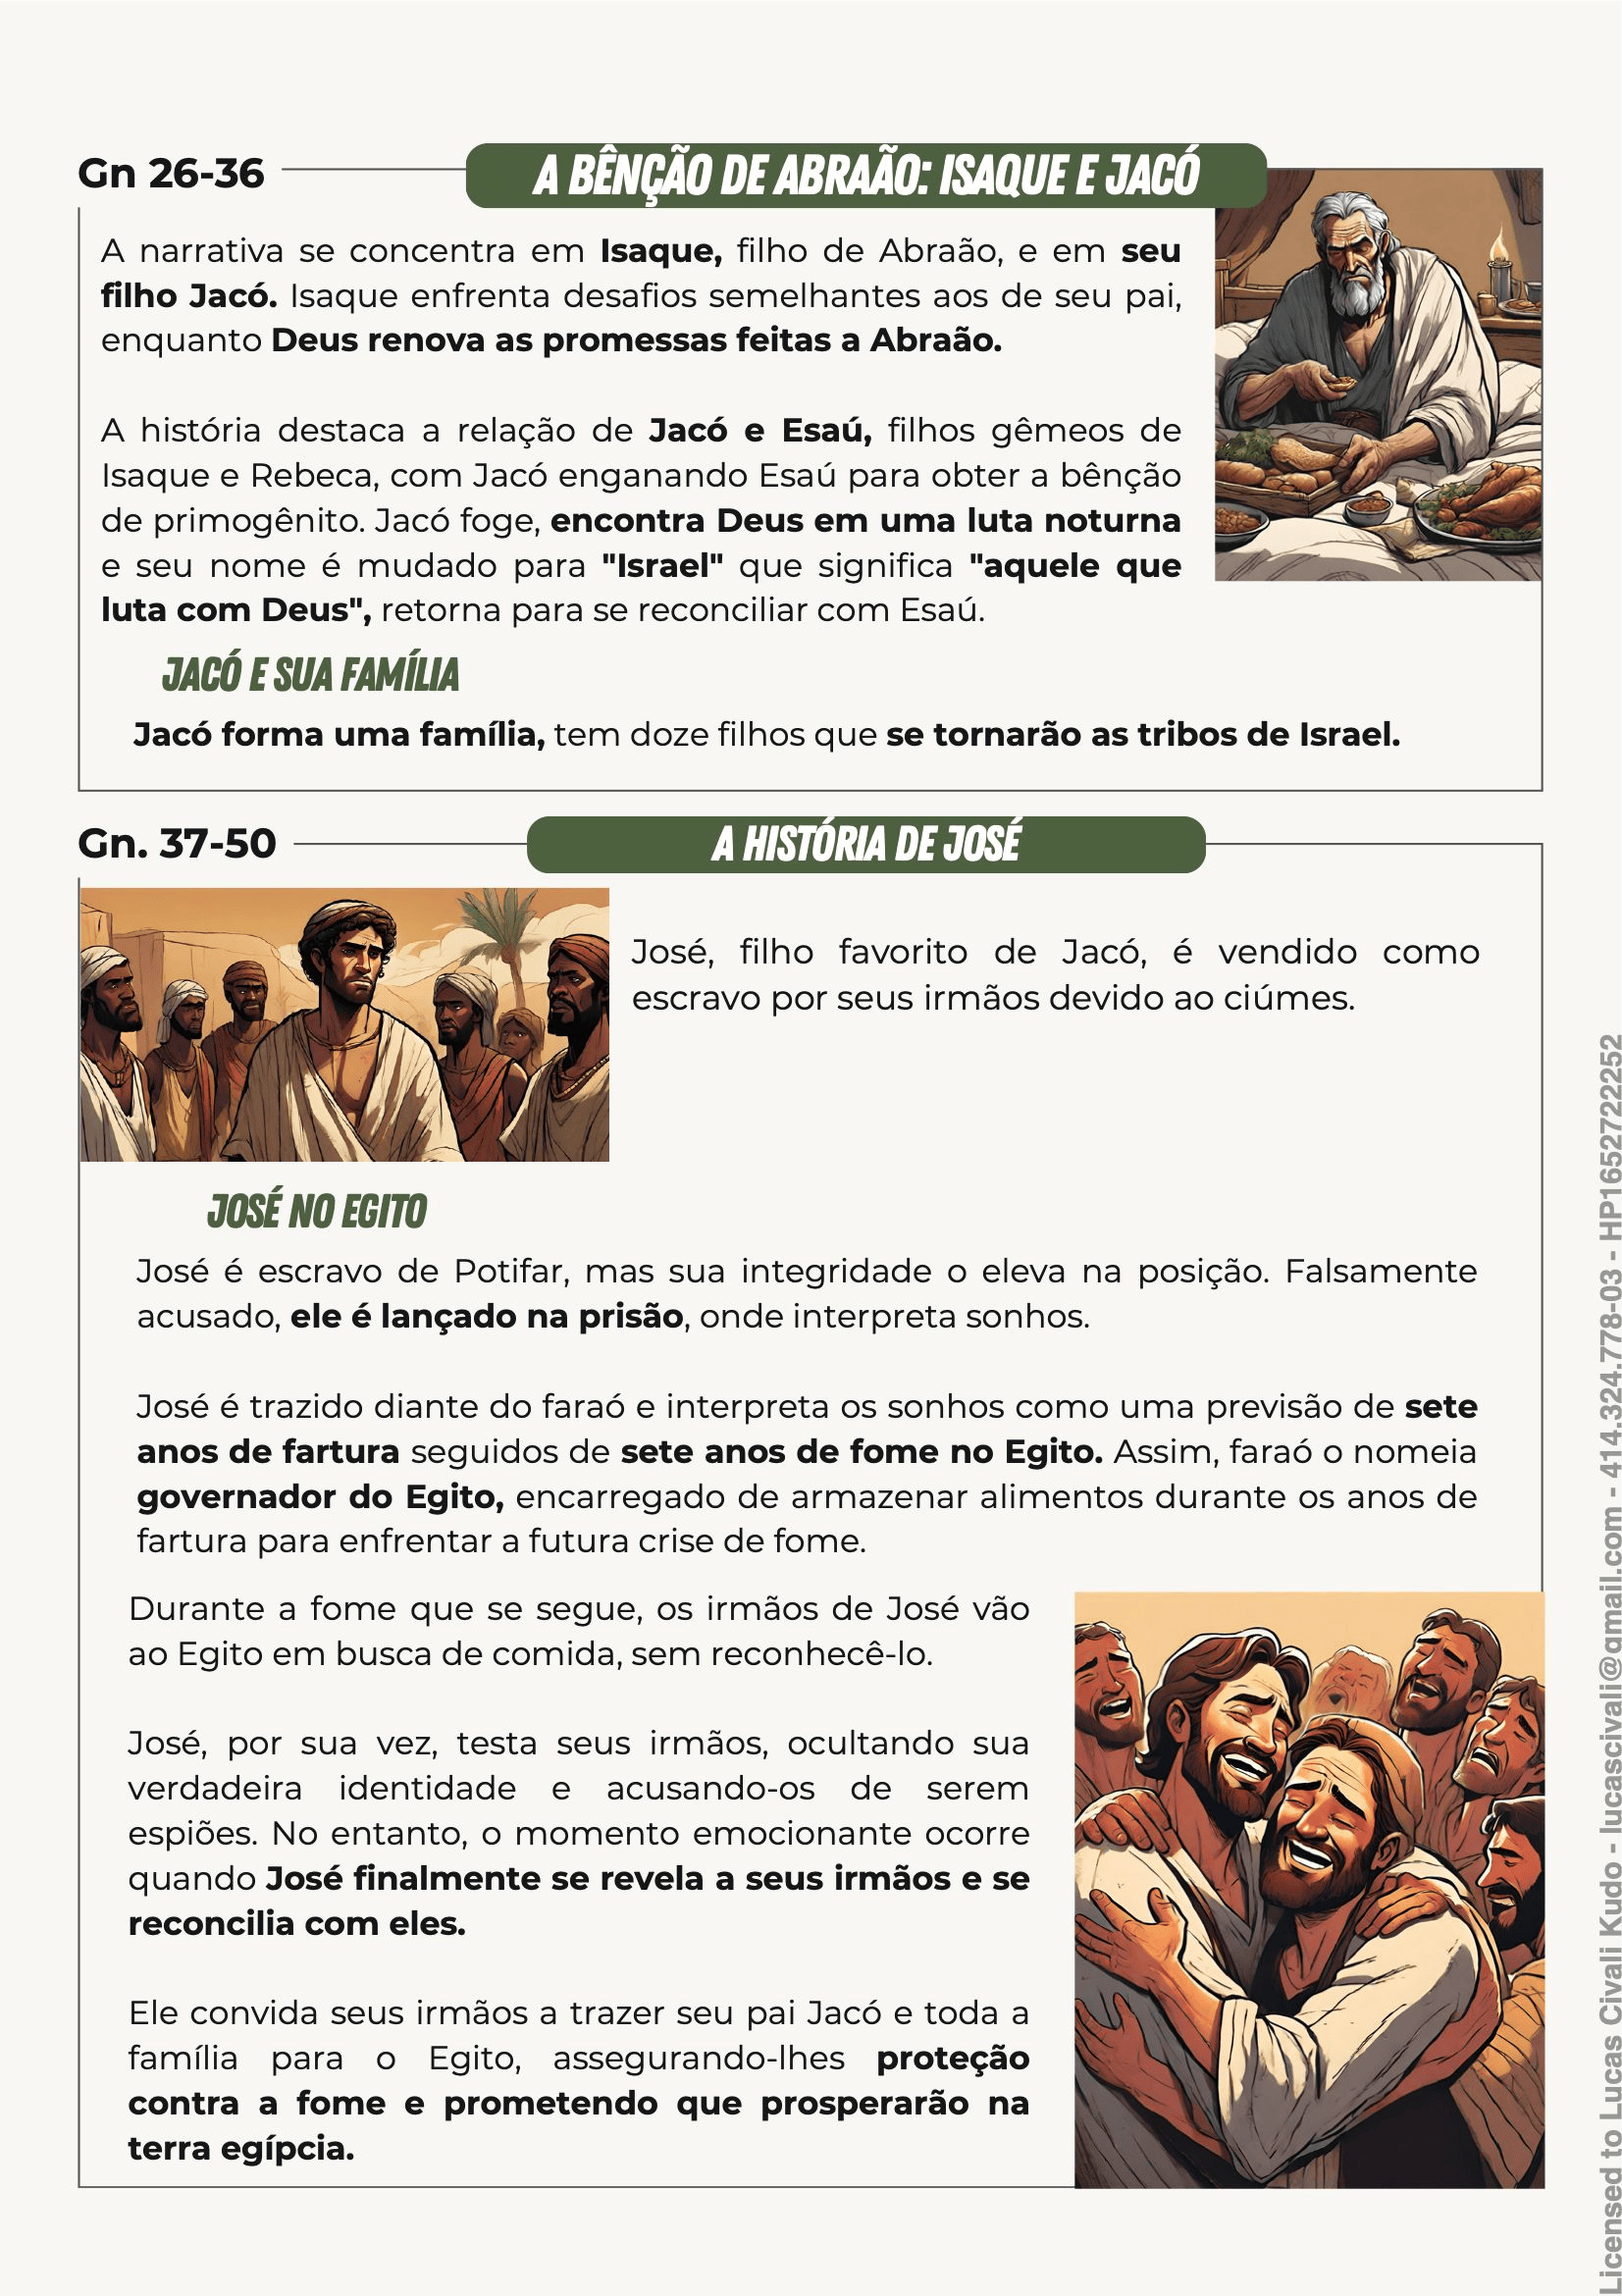 Gn 26-36
A BÊNÇÃO DE ABRAÃO: ISAQUE E JACÓ
A narrativa se concentra em Isaque, filho de Abraão, e em seu
filho Jacó. Isaque enfrenta desafios semelhantes aos de seu pai,
enquanto Deus renova as promessas feitas a Abraão.
A história destaca a relação de Jacó e Esaú, filhos gêmeos de
Isaque e Rebeca, com Jacó enganando Esaú para obter a bênção
de primogênito. Jacó foge, encontra Deus em uma luta noturna
e seu nome é mudado para "Israel" que significa "aquele que
luta com Deus", retorna para se reconciliar com Esaú.
JACÓ E SUA FAMÍLIA
Jacó forma uma família, tem doze filhos que se tornarão as tribos de Israel.
Gn. 37-50
A HISTÓRIA DE JOSÉ
José, filho favorito de Jacó, é vendido como
escravo por seus irmãos devido ao ciúmes.
JOSÉ NO EGITO
José é escravo de Potifar, mas sua integridade o eleva na posição. Falsamente
acusado, ele é lançado na prisão, onde interpreta sonhos.
José é trazido diante do faraó e interpreta os sonhos como uma previsão de sete
anos de fartura seguidos de sete anos de fome no Egito. Assim, faraó o nomeia
governador do Egito, encarregado de armazenar alimentos durante os anos de
fartura para enfrentar a futura crise de fome.
Durante a fome que se segue, os irmãos de José vão
ao Egito em busca de comida, sem reconhecê-lo.
José, por sua vez, testa seus irmãos, ocultando sua
verdadeira identidade e acusando-os de serem
espiões. No entanto, o momento emocionante ocorre
quando José finalmente se revela a seus irmãos e se
reconcilia com eles.
Ele convida seus irmãos a trazer seu pai Jacó e toda a
família para o Egito, assegurando-lhes proteção
contra a fome e prometendo que prosperarão na
terra egípcia.
Licensed to Lucas Civali Kudo - lucascivali@gmail.com - 414.324.778-03 - HP1652722252